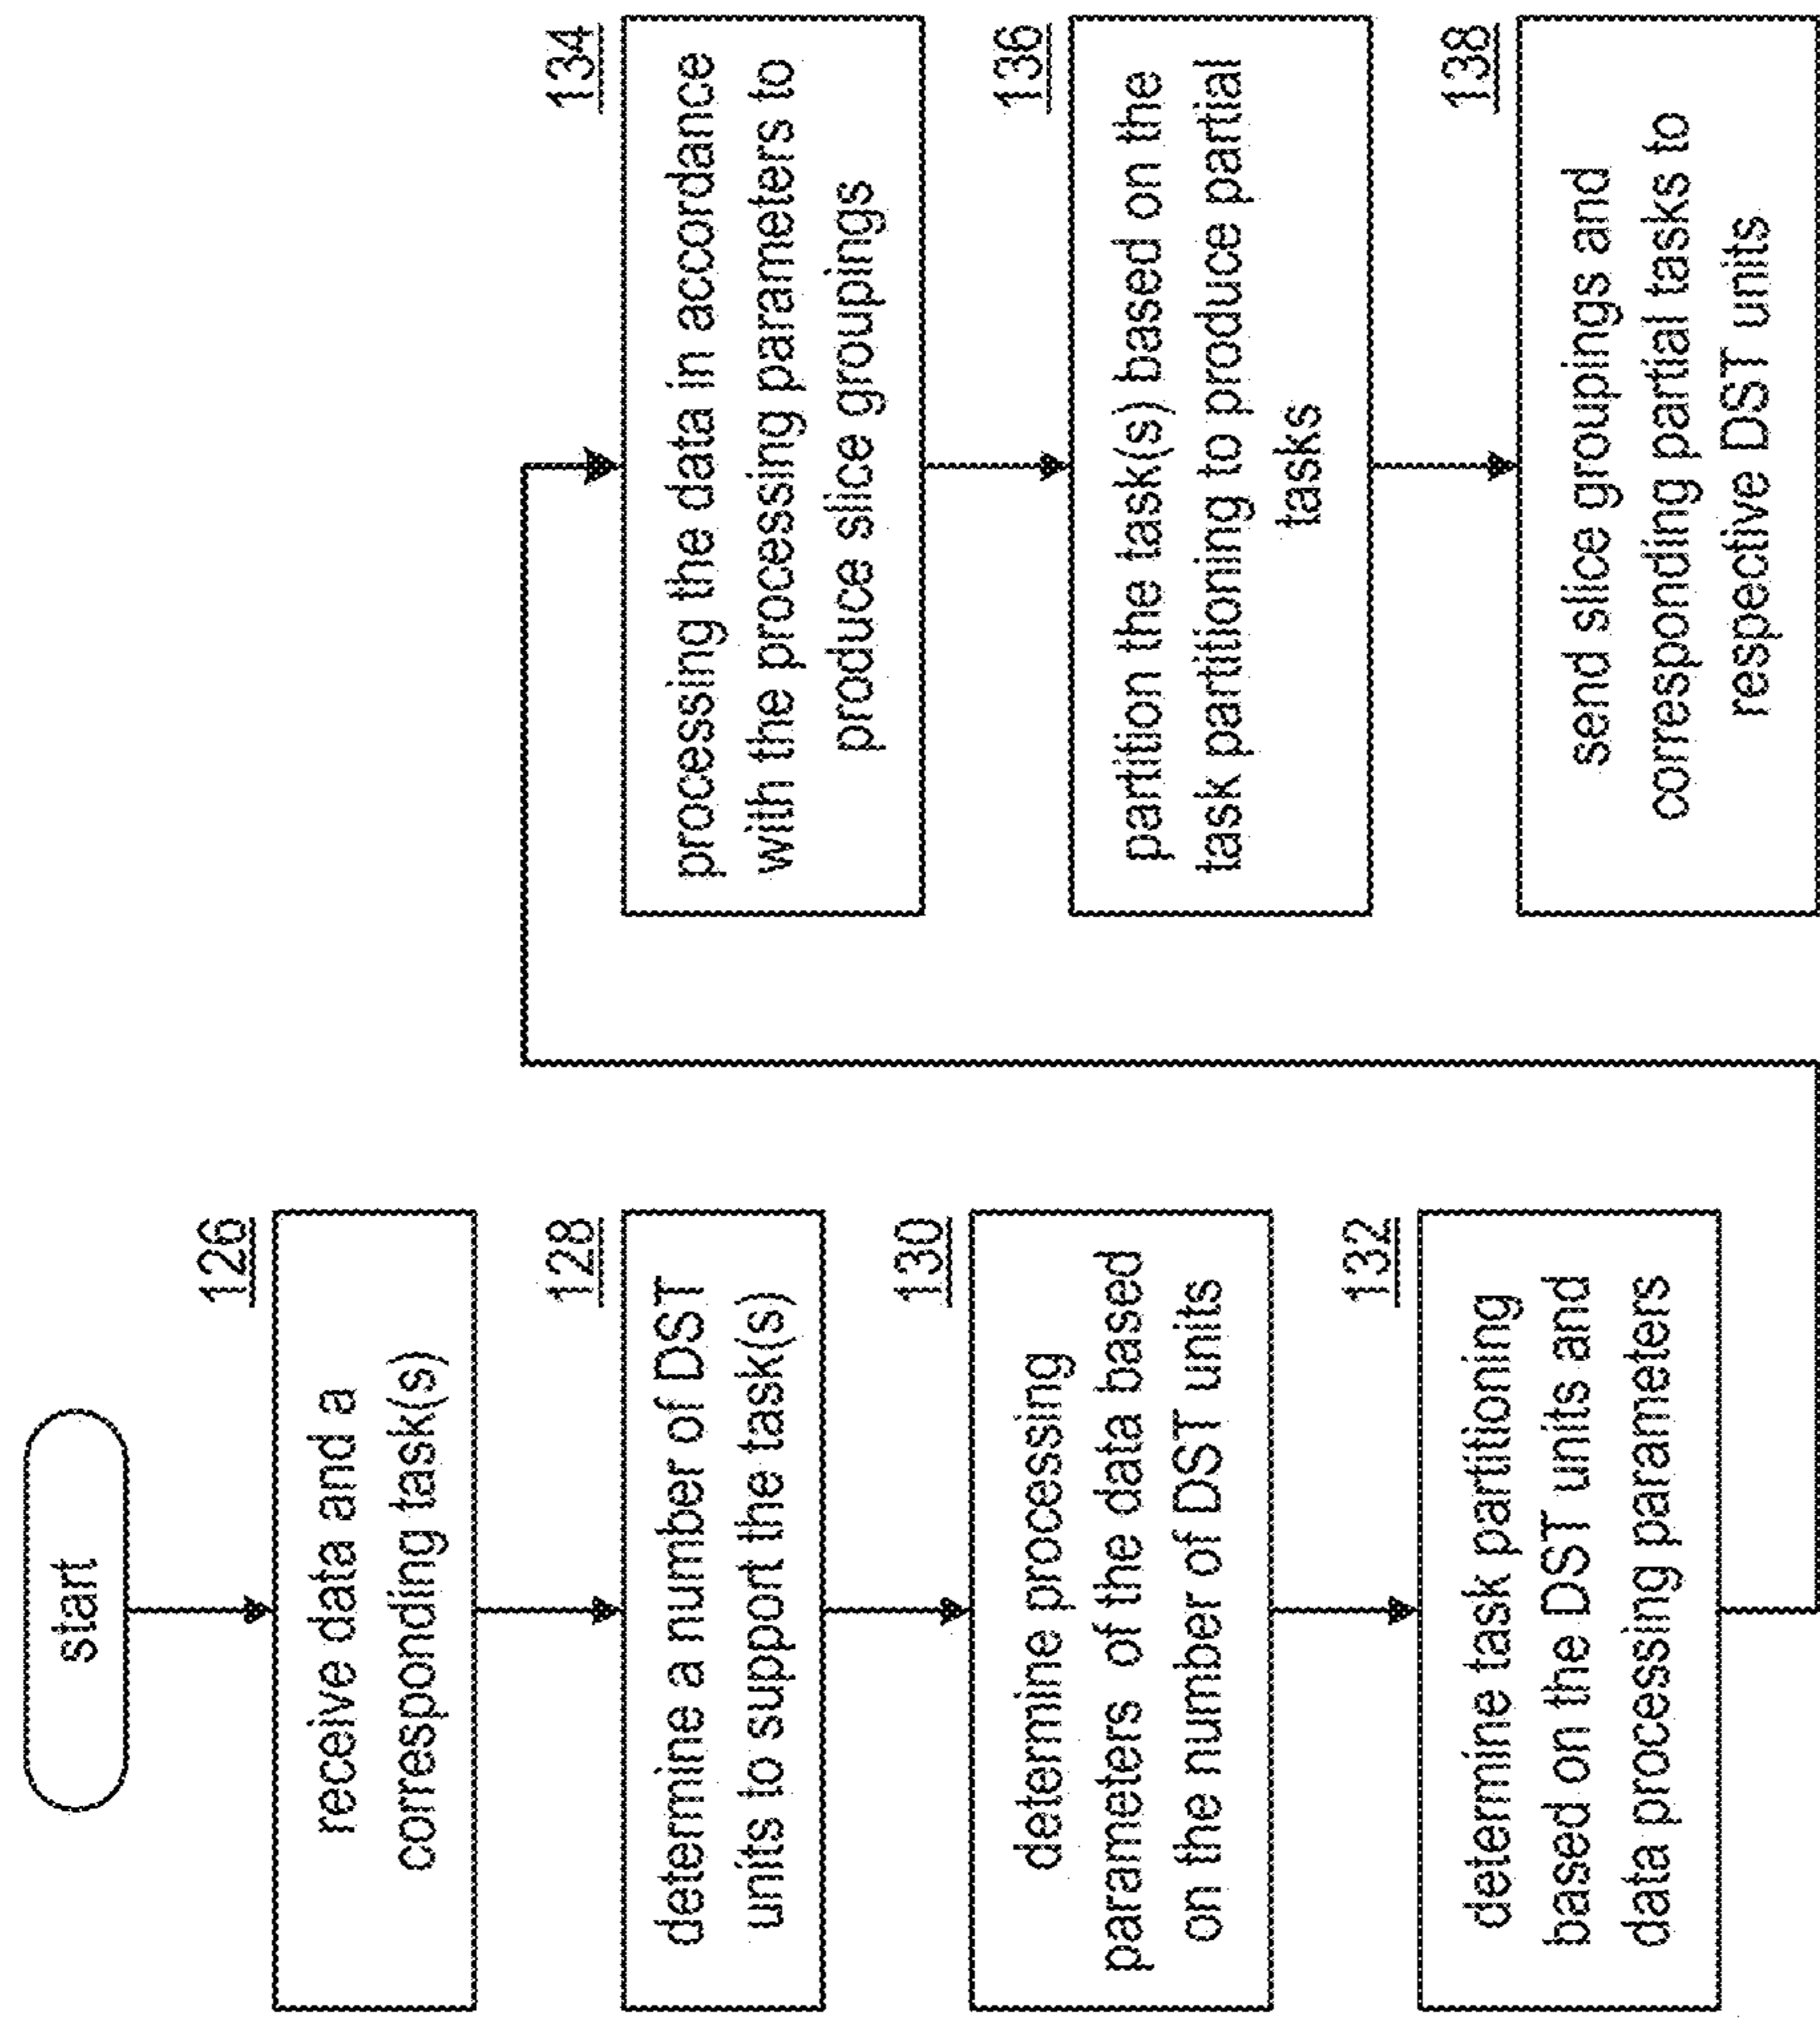 start
126
receive data and a
corresponding task(s)
128
determine a number of DST
units to support the task(s)
130
determine processing
parameters of the data based
on the number of DST units
132
determine task partitioning
based on the DST units and
data processing parameters
134
processing the data in accordance
with the processing parameters to
produce slice groupings
136
partition the task(s) based on the
task partitioning to produce partial
tasks
138
send slice groupings and
corresponding partial tasks to
respective DST units